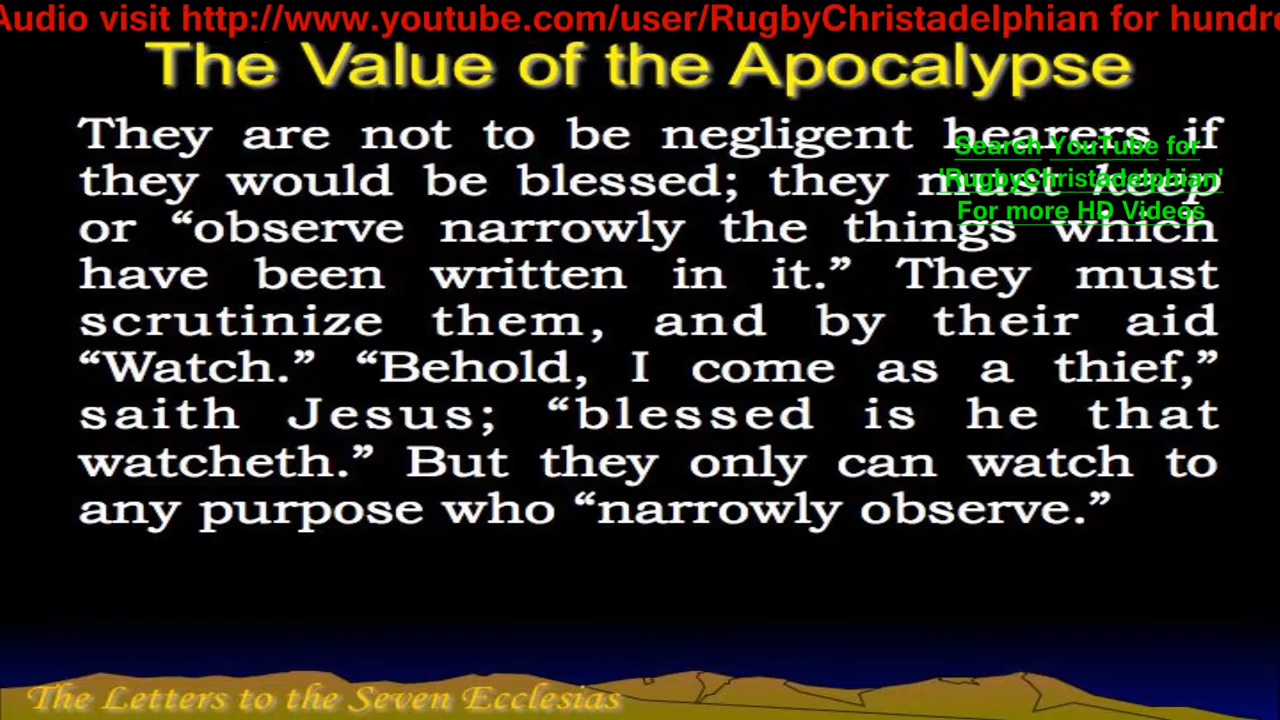 Audio visit http://www.youtube.com/user/RugbyChristadelphian for hundre
The Value of the Apocalypse
They are not to be negligent hearers if
they would be blessed; they must keep
or “observe narrowly the things which
have been written in it.” They must
scrutinize them, and by their aid
“Watch.” “Behold, I come as a thief,”
saith Jesus; “blessed is he that
watcheth.” But they only can watch to
any purpose who “narrowly observe.”
Search YouTube for
'RugbyChristadelphian'
For more HD Videos
The Letters to the Seven Ecclesias